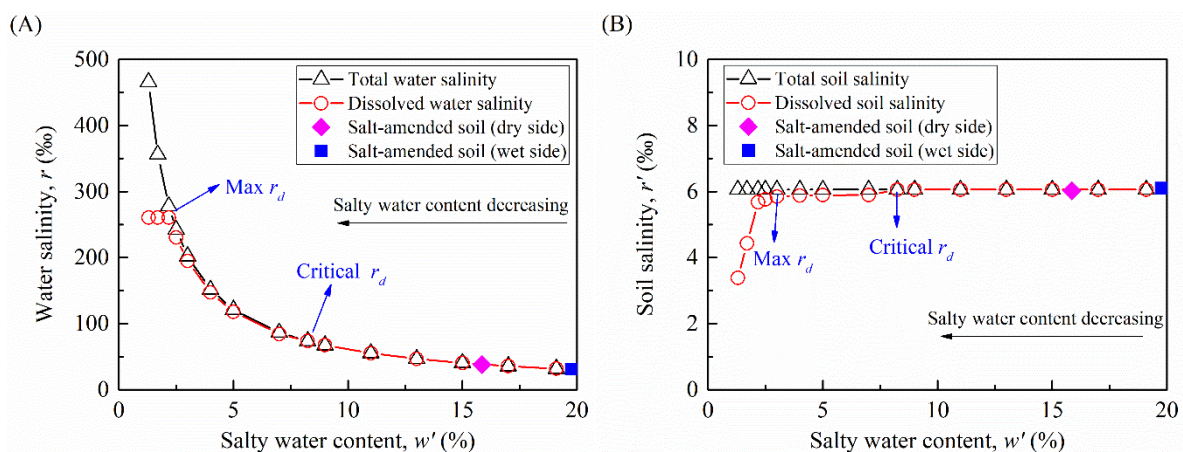 (A)
500
400
300
200
100
0
0
5
10
15
20
Water salinity, r (‰)
Salty water content, w' (%)
Total water salinity
Dissolved water salinity
Salt-amended soil (dry side)
Salt-amended soil (wet side)
Max r_d
Salty water content decreasing
Critical r_d
(B)
10
8
6
4
2
0
0
5
10
15
20
Soil salinity, r' (‰)
Salty water content, w' (%)
Total soil salinity
Dissolved soil salinity
Salt-amended soil (dry side)
Salt-amended soil (wet side)
Max r_d
Critical r_d
Salty water content decreasing